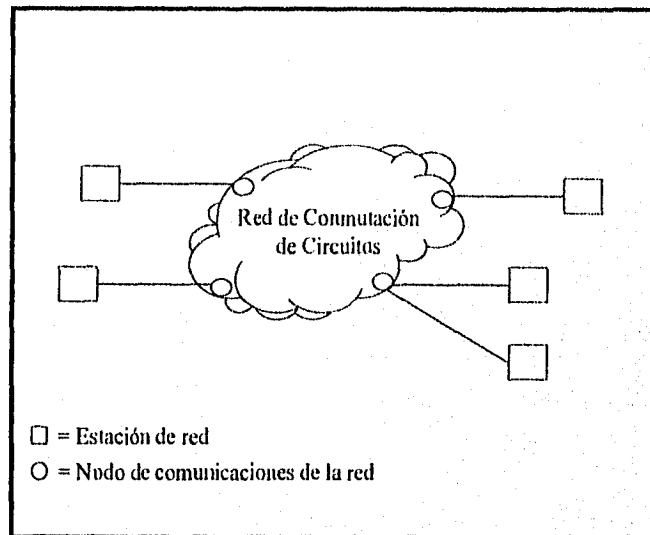 Red de Conmutación
de Circuitos
= Estación de red
= Nodo de comunicaciones de la red